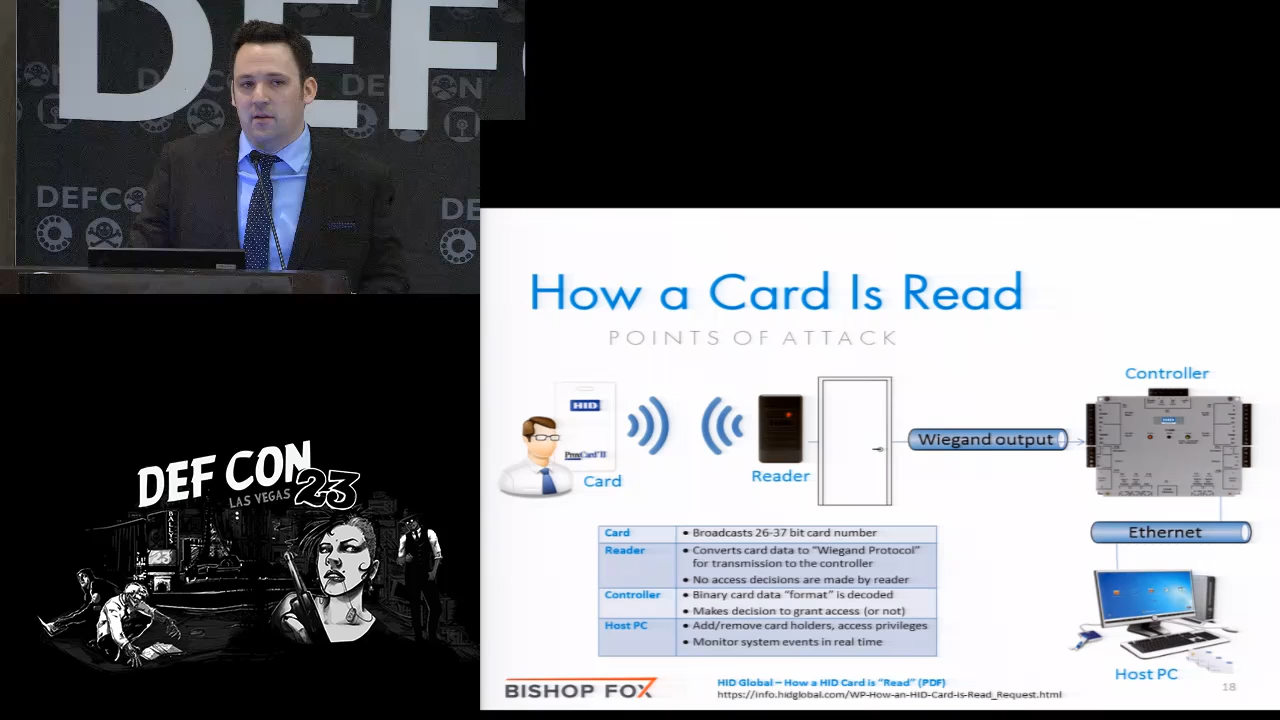 DEF
DEFCON
DEFCON
DE
DEF CON
23
LAS VEGAS
BALLYS
How a Card Is Read
POINTS OF ATTACK
HID
ProxCard II
Card
Reader
Wiegand output
Controller
Ethernet
Host PC
Card
• Broadcasts 26-37 bit card number
Reader
• Converts card data to “Wiegand Protocol”
for transmission to the controller
• No access decisions are made by reader
Controller
• Binary card data “format” is decoded
• Makes decision to grant access (or not)
Host PC
• Add/remove card holders, access privileges
• Monitor system events in real time
BISHOP FOX
HID Global – How a HID Card is “Read” (PDF)
https://info.hidglobal.com/WP-How-an-HID-Card-is-Read_Request.html
18